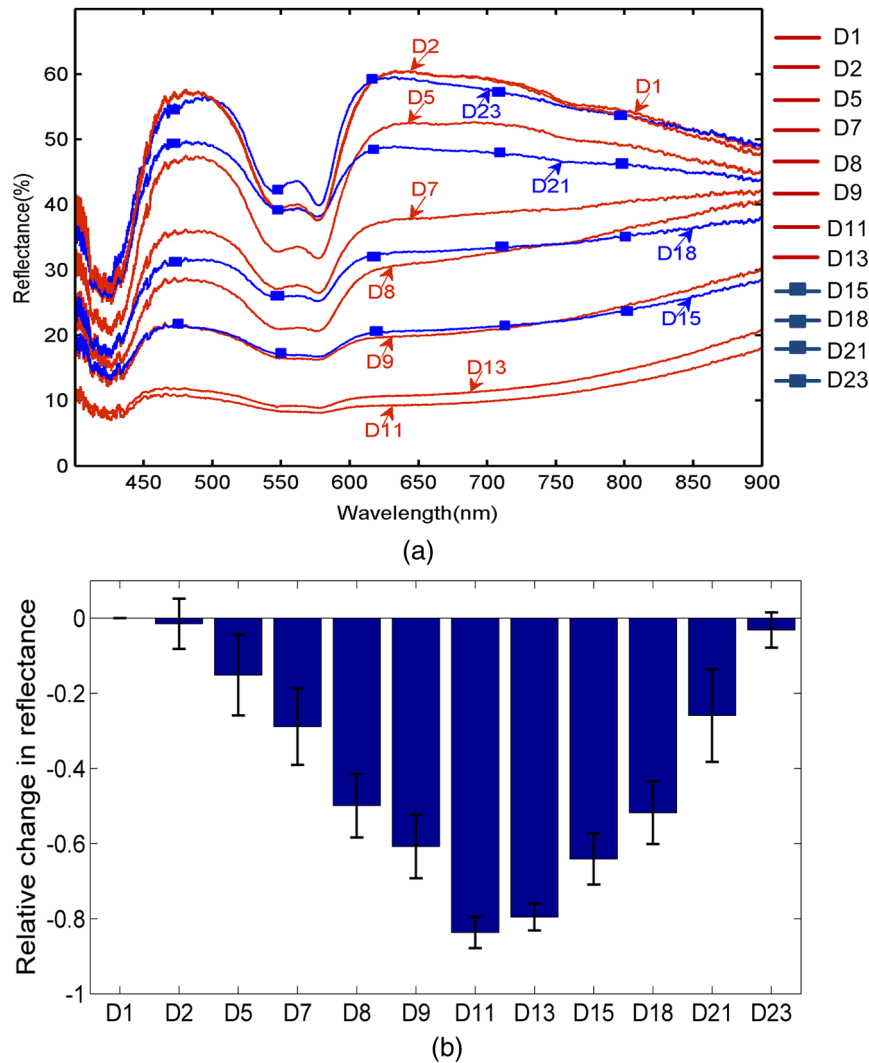 60
50
40
30
20
10
0
Reflectance(%)
D2
D1
D5
D23
D21
D7
D18
D8
D15
D9
D13
D11
450 500 550 600 650 700 750 800 850 900
Wavelength(nm)
D1
D2
D5
D7
D8
D9
D11
D13
D15
D18
D21
D23
(a)
0
-0.2
-0.4
-0.6
-0.8
-1
Relative change in reflectance
D1 D2 D5 D7 D8 D9 D11 D13 D15 D18 D21 D23
(b)